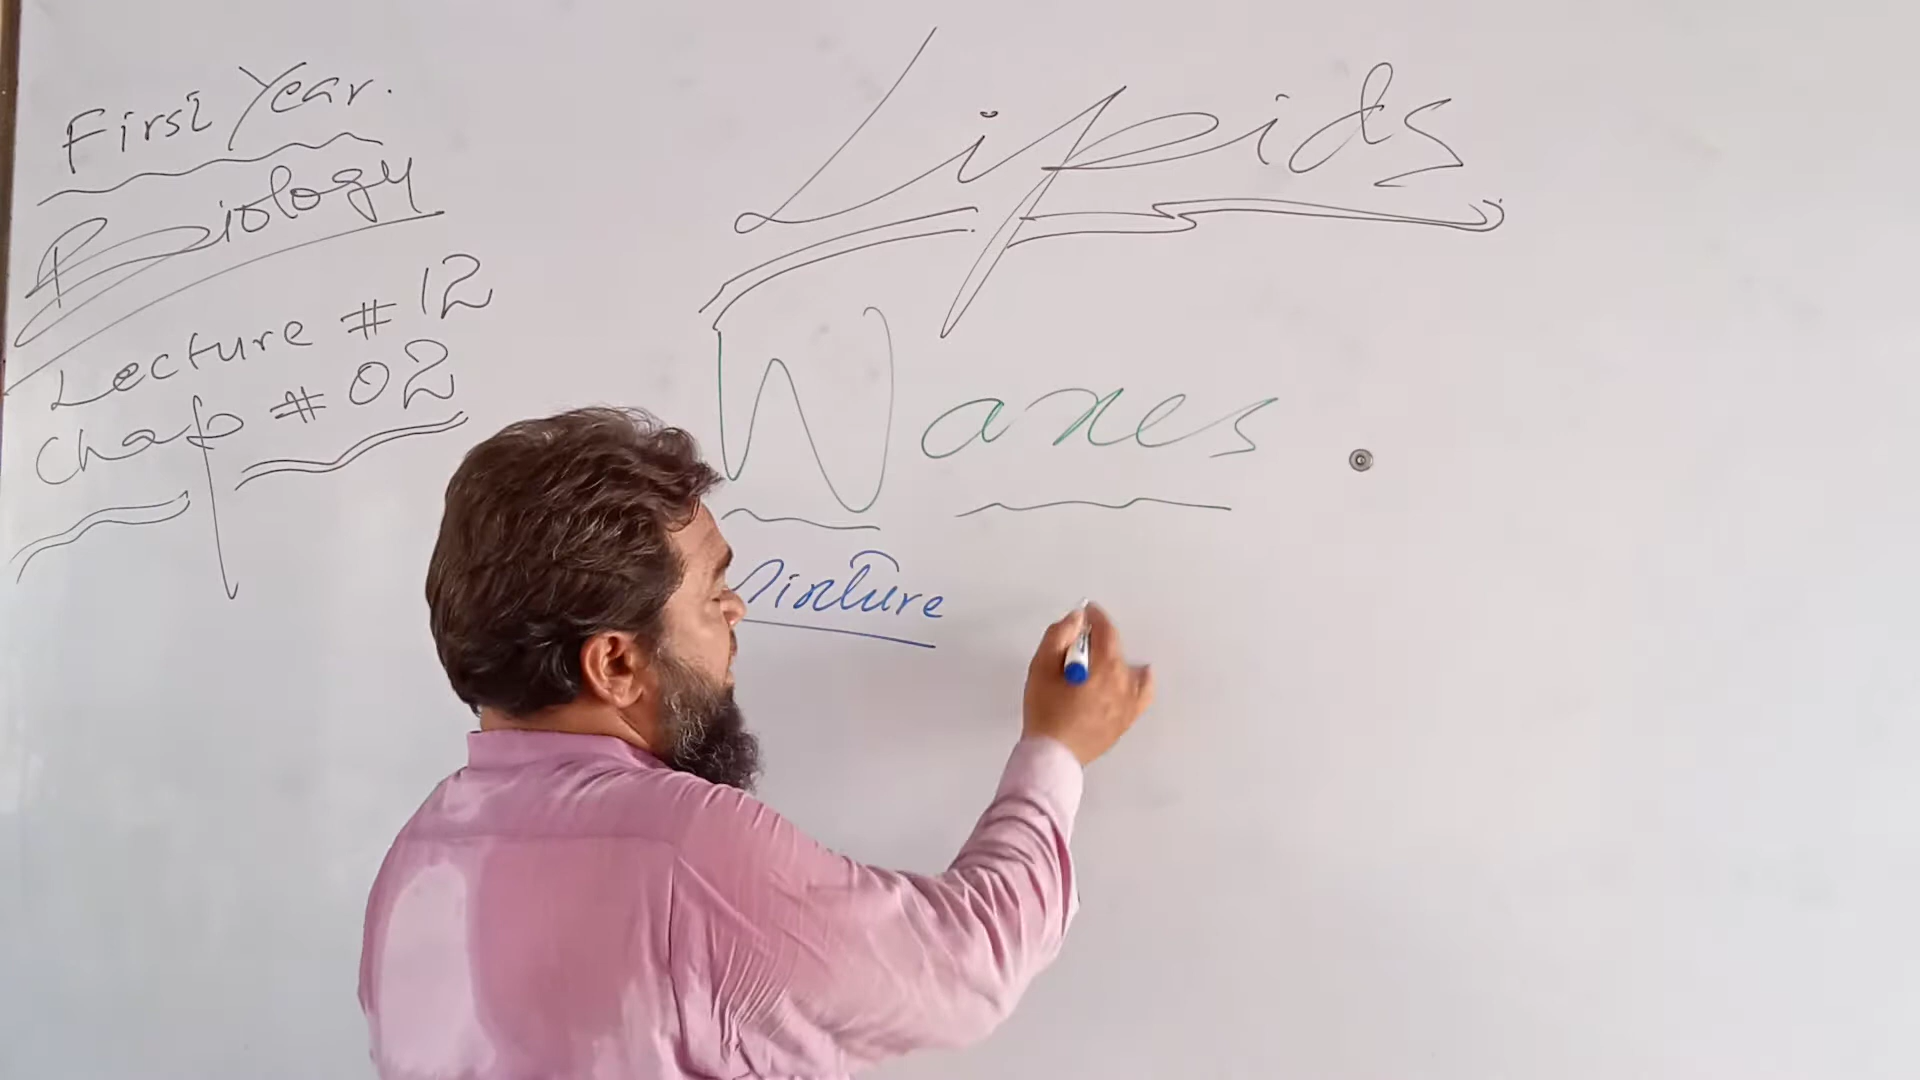 First Year.
Biology
Lecture # 12
Chap # 02
Lipids
Waxes
Mixture